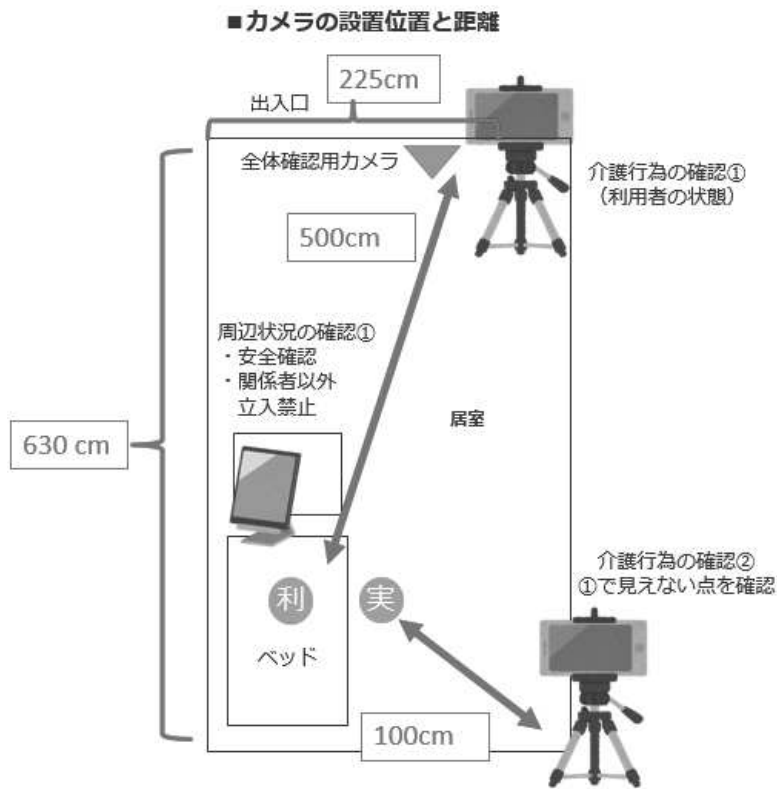 ■カメラの設置位置と距離
225cm
出入口
全体確認用カメラ
介護行為の確認①
（利用者の状態）
500cm
周辺状況の確認①
・安全確認
・関係者以外
立入禁止
居室
630 cm
介護行為の確認②
①で見えない点を確認
利
実
ベッド
100cm